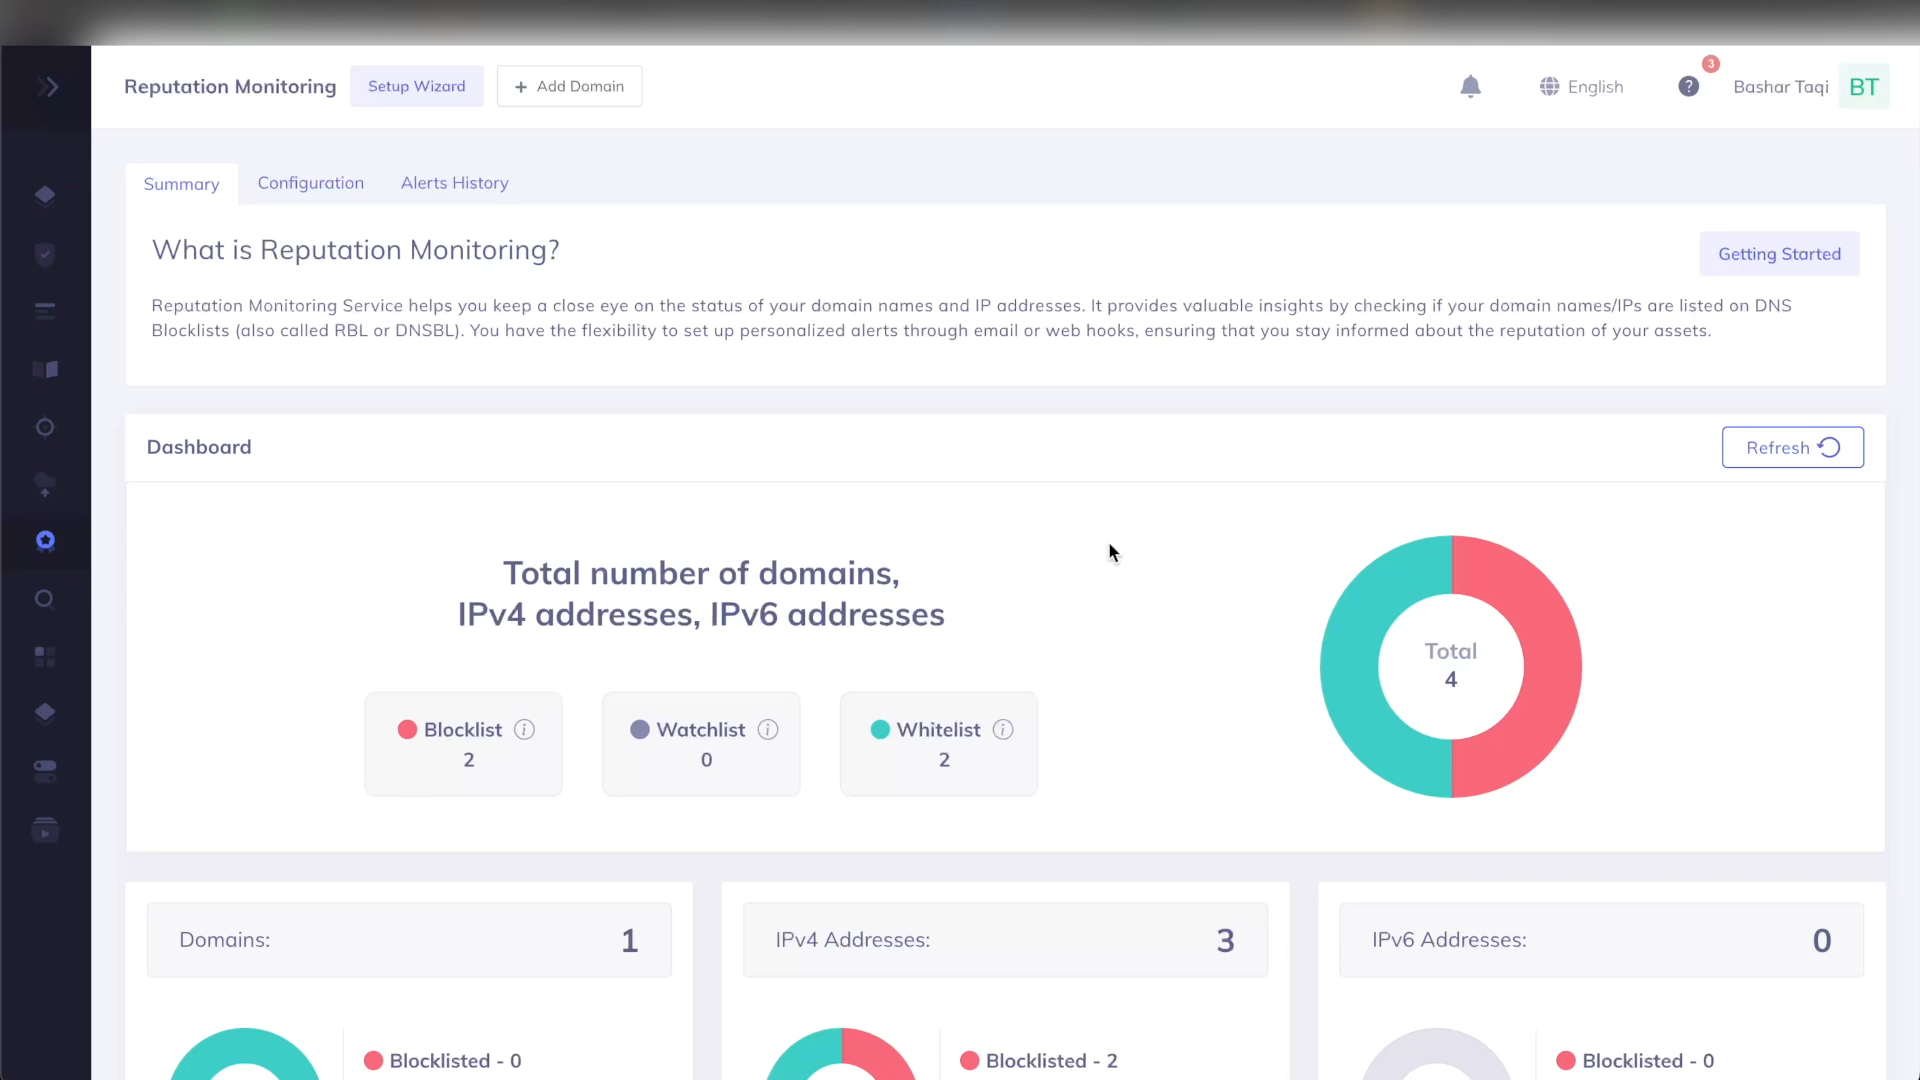 Reputation Monitoring
Setup Wizard
+ Add Domain
English
?
3
Bashar Taqi
BT
Summary
Configuration
Alerts History
What is Reputation Monitoring?
Getting Started
Reputation Monitoring Service helps you keep a close eye on the status of your domain names and IP addresses. It provides valuable insights by checking if your domain names/IPs are listed on DNS
Blocklists (also called RBL or DNSBL). You have the flexibility to set up personalized alerts through email or web hooks, ensuring that you stay informed about the reputation of your assets.
Dashboard
Refresh
Total number of domains,
IPv4 addresses, IPv6 addresses
Blocklist i
2
Watchlist i
0
Whitelist i
2
Total
4
Domains: 1
IPv4 Addresses: 3
IPv6 Addresses: 0
Blocklisted - 0
Blocklisted - 2
Blocklisted - 0